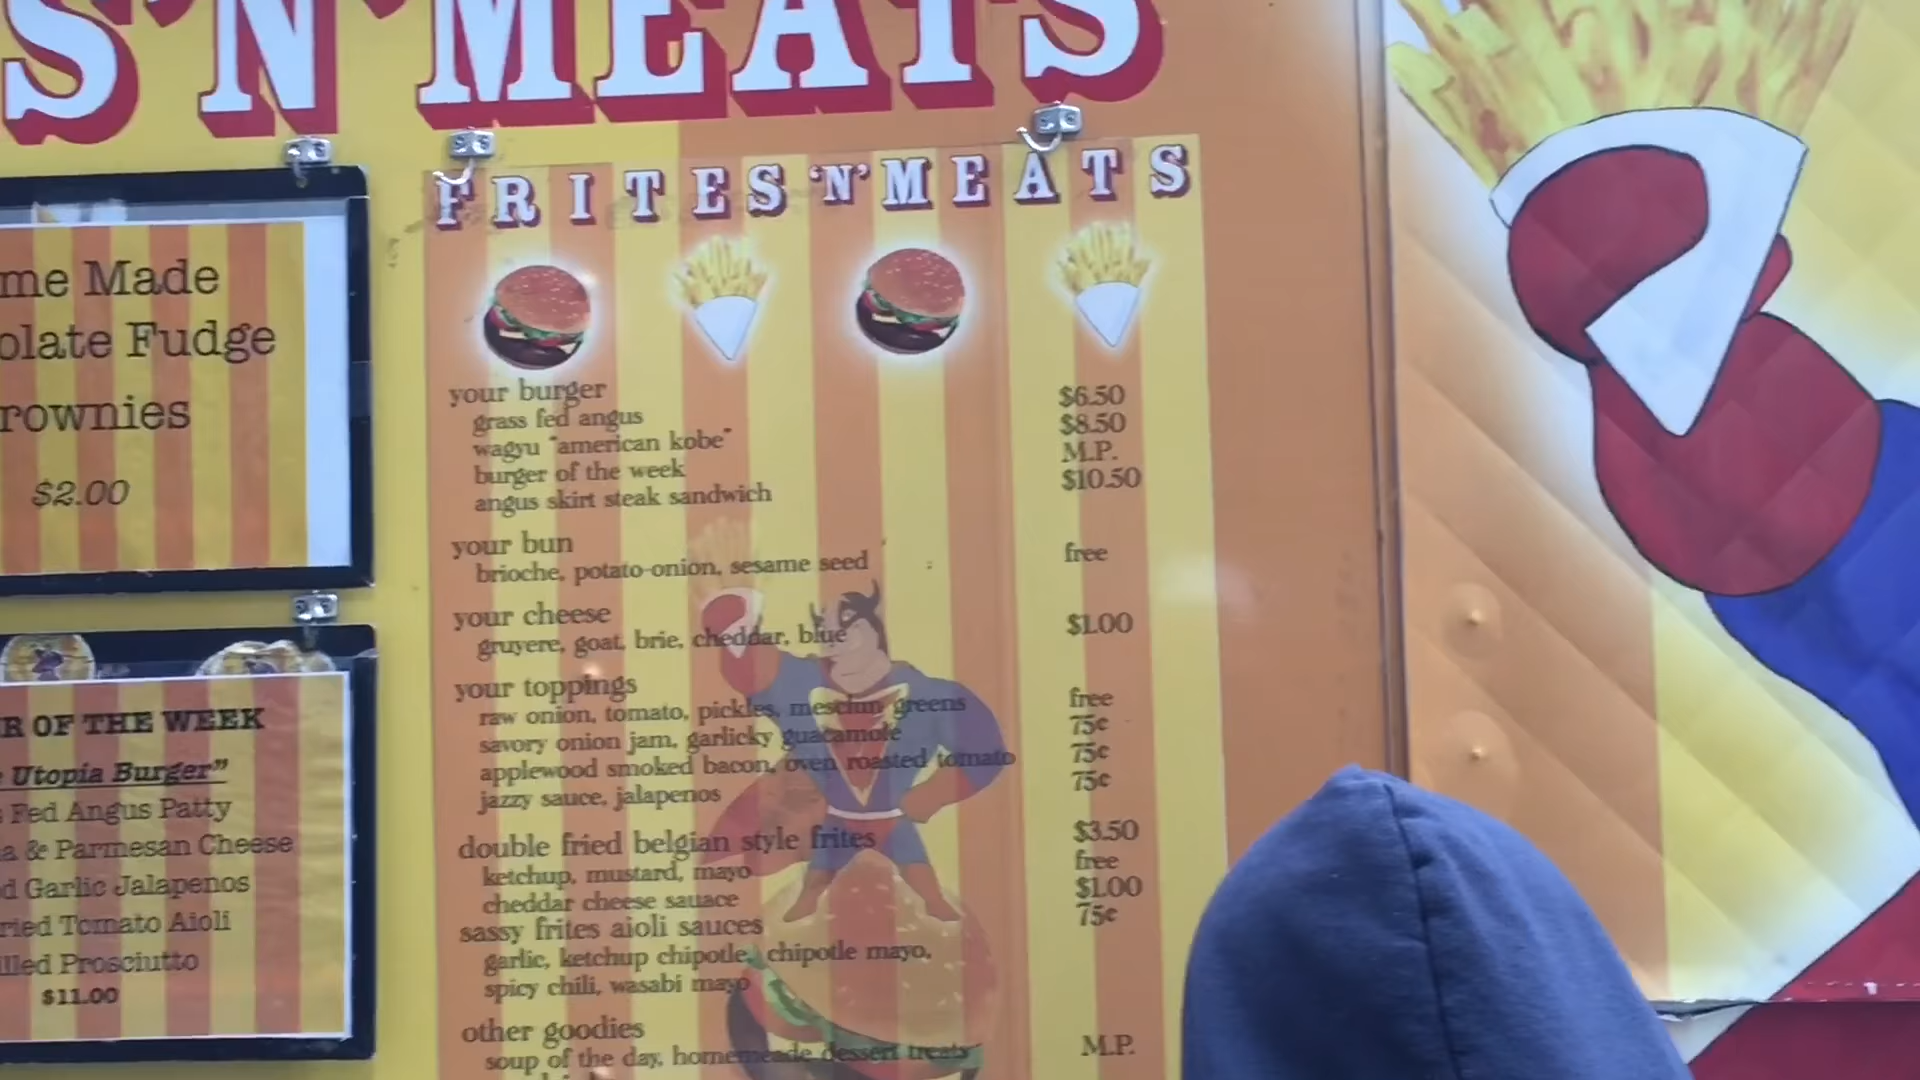 S'N'MEATS
me Made
olate Fudge
rownies
$2.00
R OF THE WEEK
Utopia Burger”
Fed Angus Patty
a & Parmesan Cheese
d Garlic Jalapenos
ried Tomato Aioli
lled Prosciutto
$11.00
FRITES 'N' MEATS
your burger
grass fed angus $6.50
wagyu "american kobe" $8.50
burger of the week M.P.
angus skirt steak sandwich $10.50
your bun
brioche, potato-onion, sesame seed free
your cheese
gruyere, goat, brie, cheddar, blue $1.00
your toppings
raw onion, tomato, pickles, mesclun greens free
savory onion jam, garlicky guacamole 75¢
applewood smoked bacon, oven roasted tomato 75¢
jazzy sauce, jalapenos 75¢
double fried belgian style frites $3.50
ketchup, mustard, mayo free
cheddar cheese sauace $1.00
sassy frites aioli sauces 75¢
garlic, ketchup chipotle, chipotle mayo,
spicy chili, wasabi mayo
other goodies
soup of the day, homemeade dessert treats M.P.